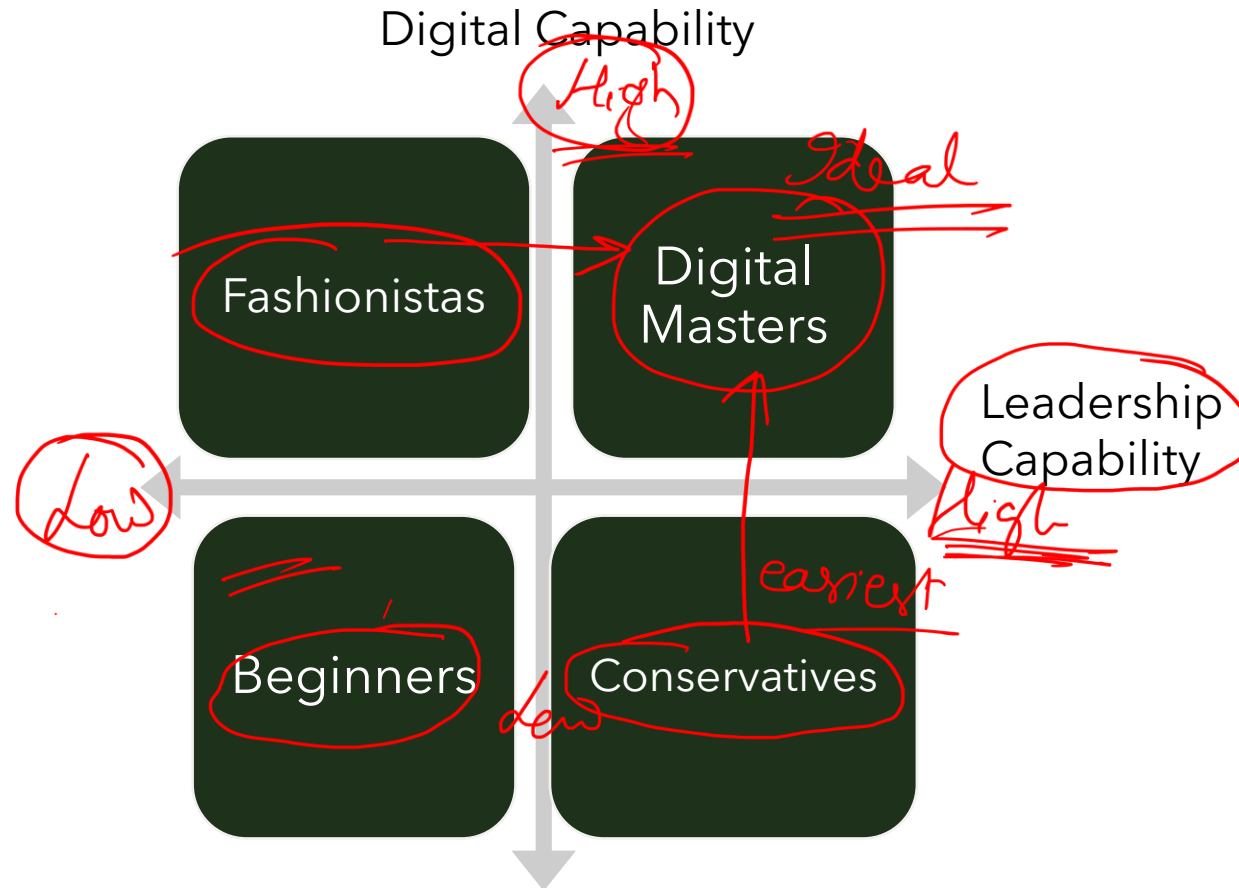 Digital Capability
High
Ideal
Fashionistas
Digital
Masters
Leadership
Capability
Low
High
easiest
Beginners
Conservatives
Low